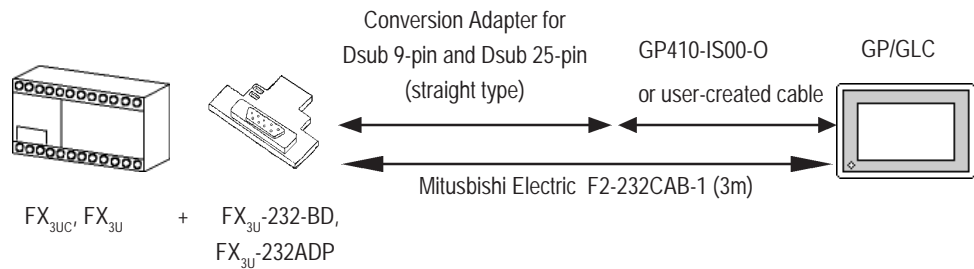 Conversion Adapter for
Dsub 9-pin and Dsub 25-pin
(straight type)
GP410-IS00-O
or user-created cable
GP/GLC
Mitusbishi Electric F2-232CAB-1 (3m)
FX3UC, FX3U + FX3U-232-BD,
FX3U-232ADP